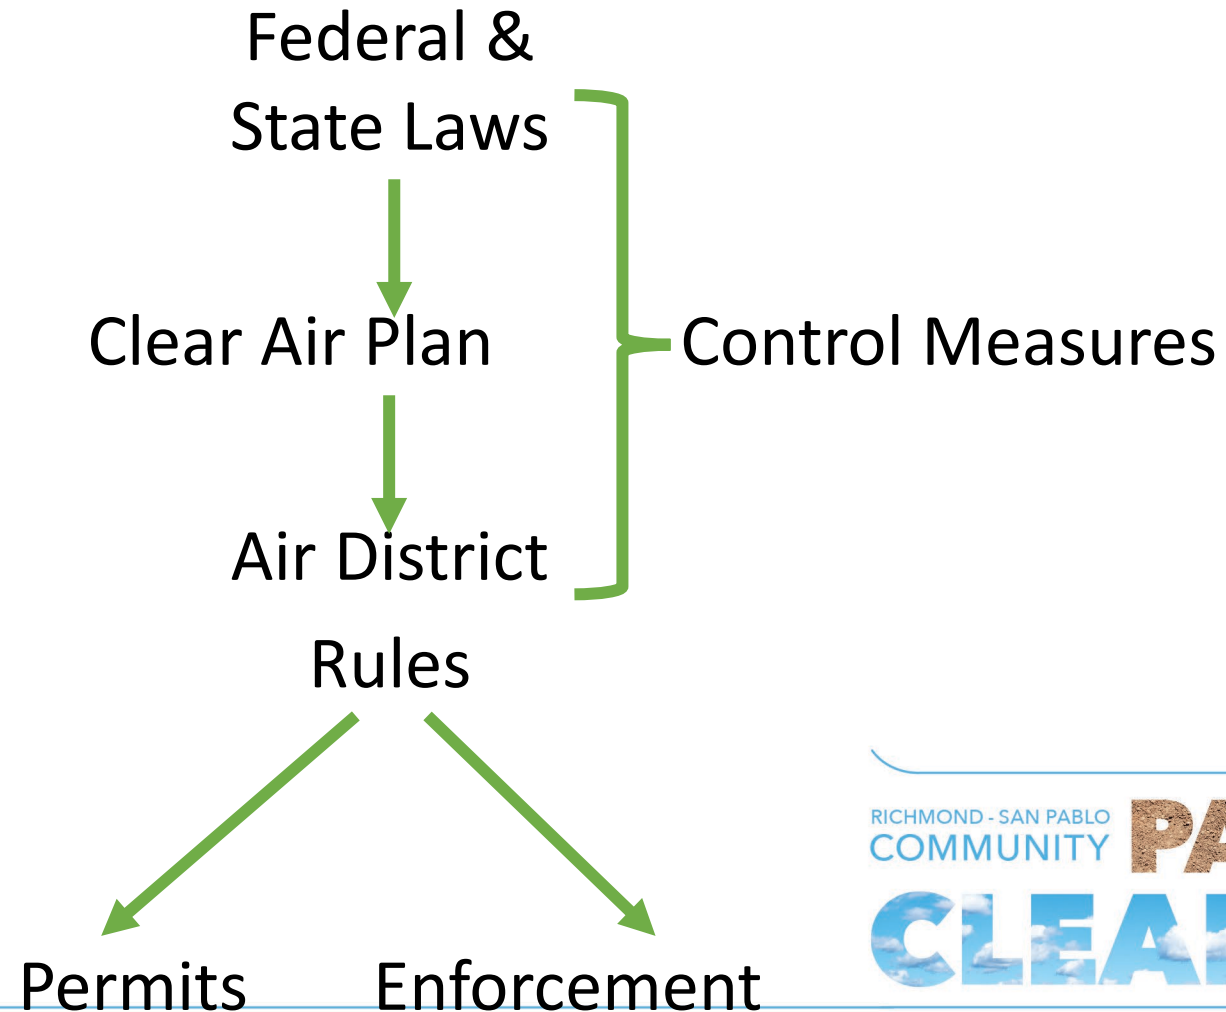 Federal &
State Laws
Clear Air Plan
Control Measures
Air District
Rules
RICHMOND - SAN PABLO
COMMUNITY
Permits
Enforcement